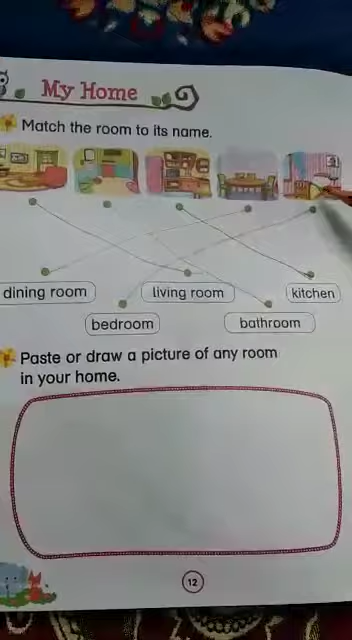 My Home
Match the room to its name.
dining room
living room
kitchen
bedroom
bathroom
Paste or draw a picture of any room
in your home.
12